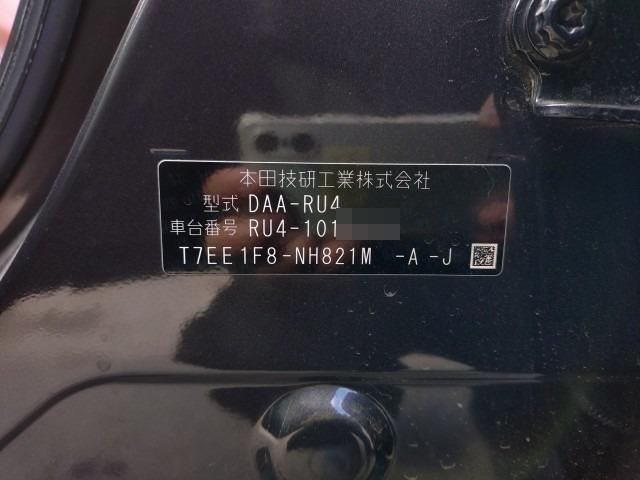 本田技研工業株式会社
型式 DAA-RU4
車台番号 RU4-101
T7EE1F8-NH821M -A-J